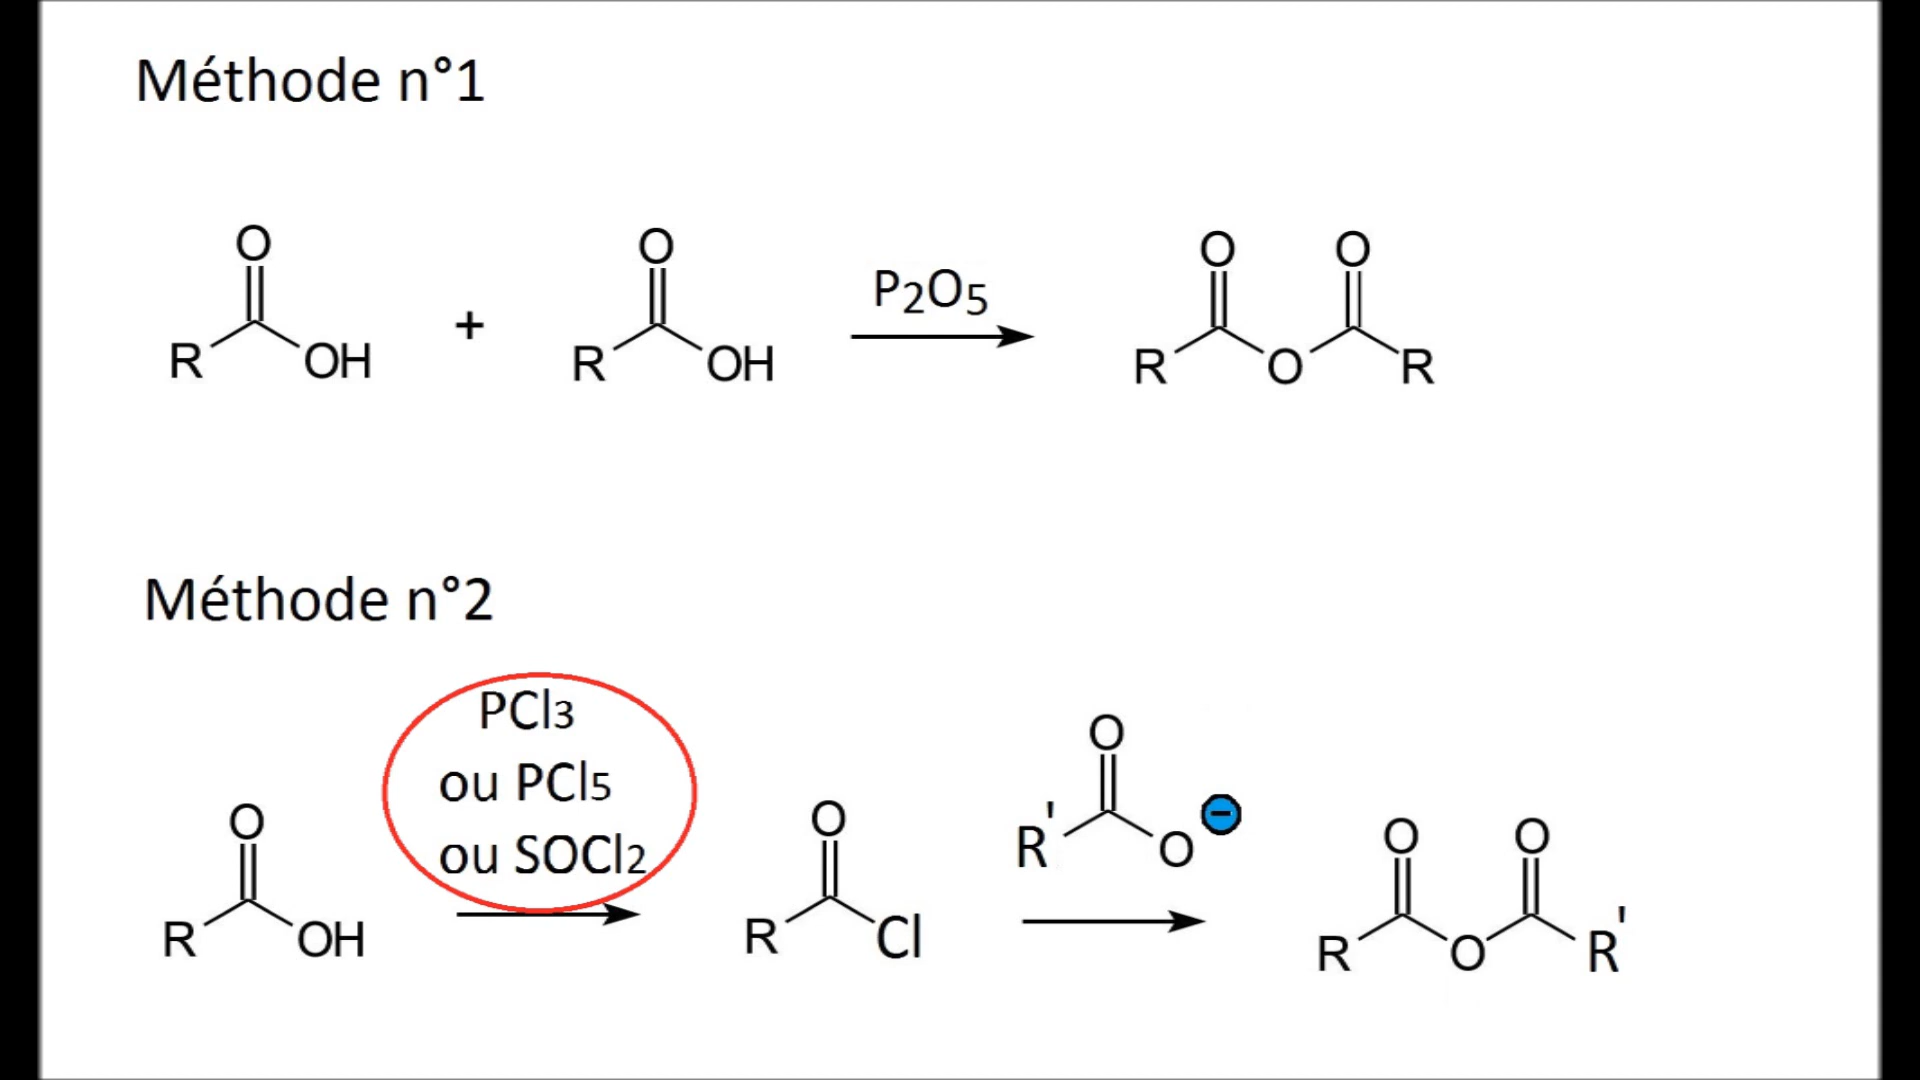 Méthode n°1
O O P2O5 O O
R OH + R OH R O R
Méthode n°2
PCl3
ou PCl5
ou SOCl2
O
R' O −
O O O O
R OH R Cl R O R'